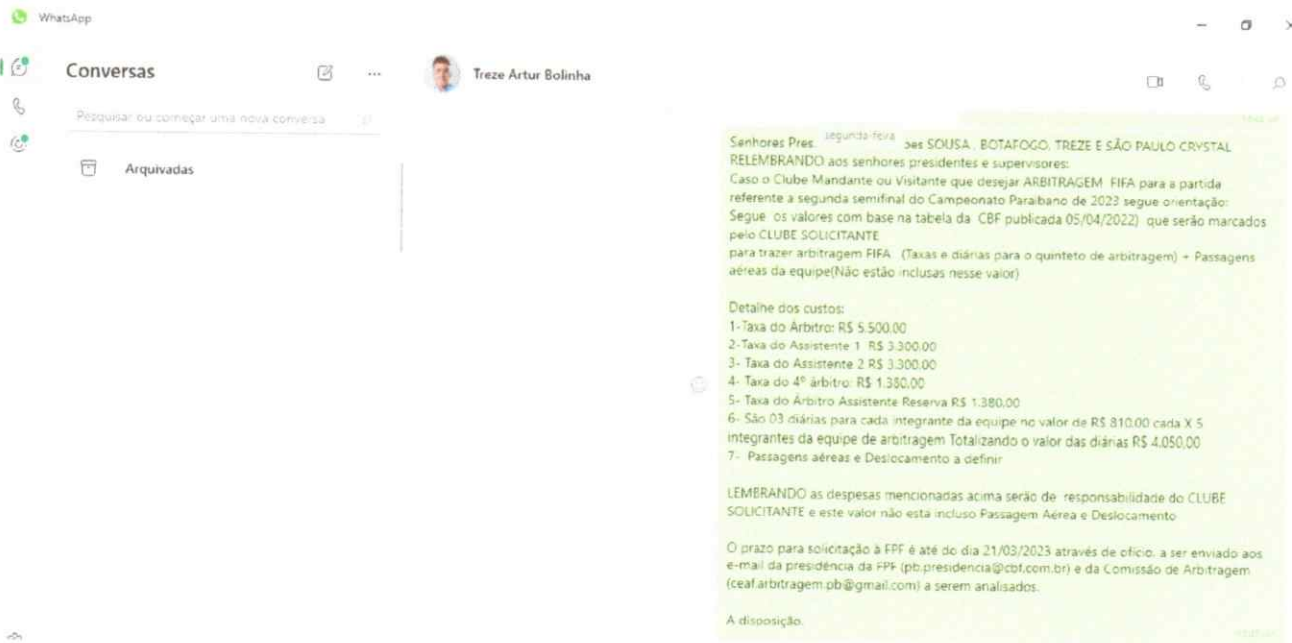 WhatsApp
Conversas
Treze Artur Bolinha
Pesquisar ou começar uma nova conversa
Arquivadas
segunda-feira
Senhores Pres. ões SOUSA , BOTAFOGO, TREZE E SÃO PAULO CRYSTAL
RELEMBRANDO aos senhores presidentes e supervisores:
Caso o Clube Mandante ou Visitante que desejar ARBITRAGEM FIFA para a partida
referente a segunda semifinal do Campeonato Paraibano de 2023 segue orientação:
Segue os valores com base na tabela da CBF publicada 05/04/2022) que serão marcados
pelo CLUBE SOLICITANTE
para trazer arbitragem FIFA (Taxas e diárias para o quinteto de arbitragem) + Passagens
aéreas da equipe(Não estão inclusas nesse valor)
Detalhe dos custos:
1-Taxa do Árbitro: R$ 5.500,00
2-Taxa do Assistente 1 R$ 3.300,00
3- Taxa do Assistente 2 R$ 3.300,00
4- Taxa do 4º árbitro: R$ 1.380,00
5- Taxa do Árbitro Assistente Reserva R$ 1.380,00
6- São 03 diárias para cada integrante da equipe no valor de R$ 810,00 cada X 5
integrantes da equipe de arbitragem Totalizando o valor das diárias R$ 4.050,00
7- Passagens aéreas e Deslocamento a definir
LEMBRANDO as despesas mencionadas acima serão de responsabilidade do CLUBE
SOLICITANTE e este valor não esta incluso Passagem Aérea e Deslocamento
O prazo para solicitação à FPF é até do dia 21/03/2023 através de ofício, a ser enviado aos
e-mail da presidência da FPF (pb.presidencia@cbf.com.br) e da Comissão de Arbitragem
(ceaf.arbitragem.pb@gmail.com) a serem analisados.
A disposição.